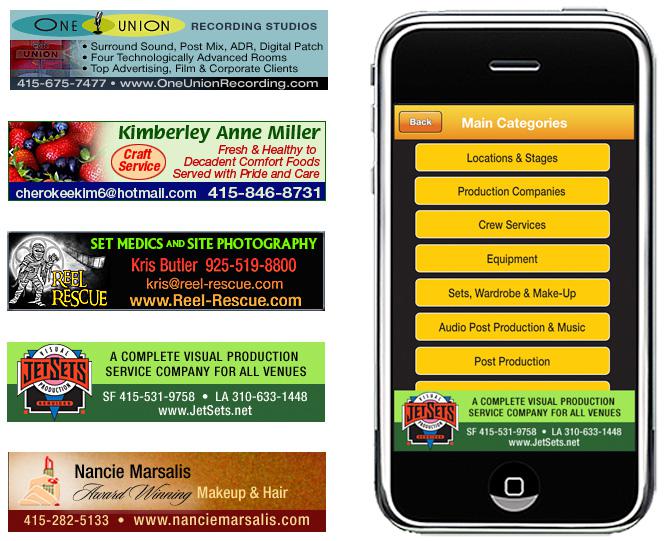 ONE UNION RECORDING STUDIOS
UNION
• Surround Sound, Post Mix, ADR, Digital Patch
• Four Technologically Advanced Rooms
• Top Advertising, Film & Corporate Clients
415-675-7477 • www.OneUnionRecording.com
Kimberley Anne Miller
Craft Service
Fresh & Healthy to
Decadent Comfort Foods
Served with Pride and Care
cherokeekim6@hotmail.com 415-846-8731
SET MEDICS AND SITE PHOTOGRAPHY
Kris Butler 925-519-8800
kris@reel-rescue.com
www.Reel-Rescue.com
REEL
RESCUE
VISUAL
JETSETS
PRODUCTION
SERVICES
A COMPLETE VISUAL PRODUCTION
SERVICE COMPANY FOR ALL VENUES
SF 415-531-9758 • LA 310-633-1448
www.JetSets.net
Nancie Marsalis
Award Winning Makeup & Hair
415-282-5133 • www.nanciemarsalis.com
Back Main Categories
Locations & Stages
Production Companies
Crew Services
Equipment
Sets, Wardrobe & Make-Up
Audio Post Production & Music
Post Production
VISUAL
JETSETS
PRODUCTION
SERVICES
A COMPLETE VISUAL PRODUCTION
SERVICE COMPANY FOR ALL VENUES
SF 415-531-9758 • LA 310-633-1448
www.JetSets.net